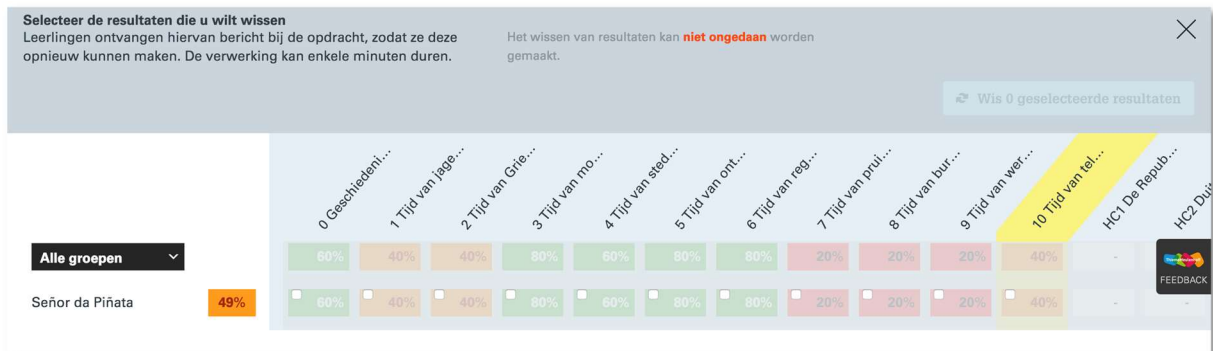 Selecteer de resultaten die u wilt wissen
Leerlingen ontvangen hiervan bericht bij de opdracht, zodat ze deze
opnieuw kunnen maken. De verwerking kan enkele minuten duren.
Het wissen van resultaten kan niet ongedaan worden
gemaakt.
Wis 0 geselecteerde resultaten
0 Geschiedeni...
1 Tijd van jage...
2 Tijd van Grie...
3 Tijd van mo...
4 Tijd van sted...
5 Tijd van ont...
6 Tijd van reg...
7 Tijd van prui...
8 Tijd van bur...
9 Tijd van wer...
10 Tijd van tel...
HC1 De Repub...
HC2 Dui
Alle groepen 60% 40% 40% 80% 60% 80% 80% 20% 20% 20% 40% -
FEEDBACK
Señor da Piñata 49% 60% 40% 40% 80% 60% 80% 80% 20% 20% 20% 40% - -